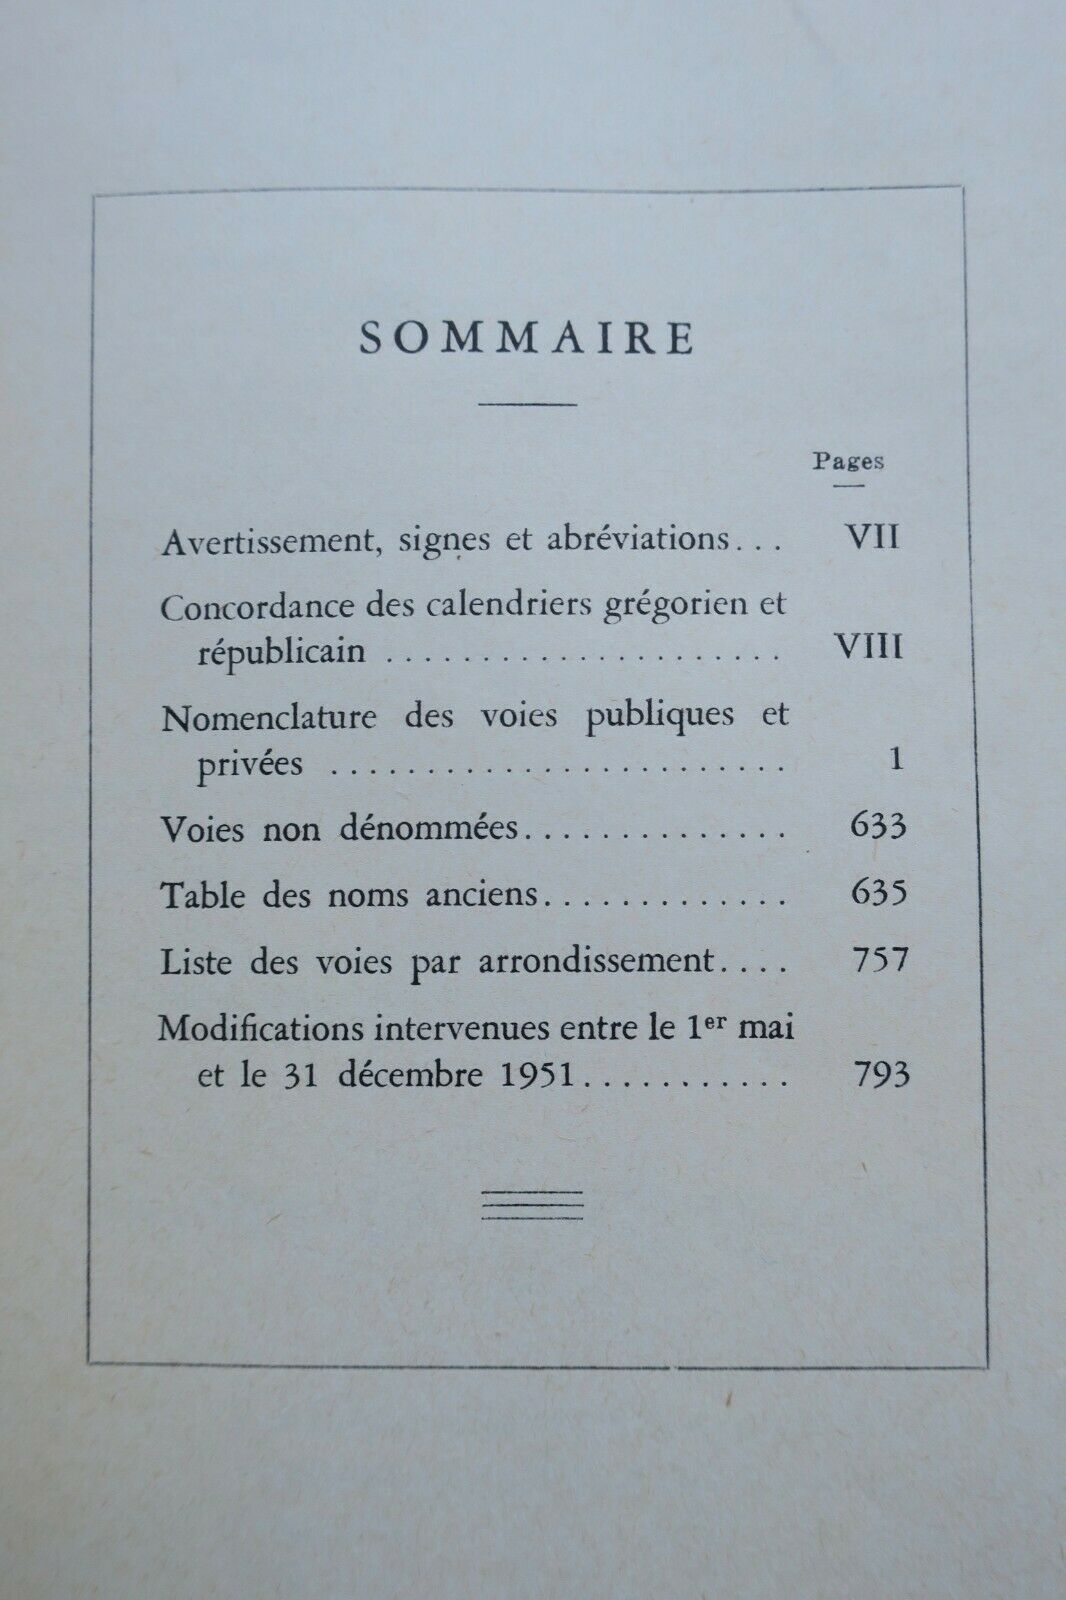 SOMMAIRE
Pages
Avertissement, signes et abréviations... VII
Concordance des calendriers grégorien et
républicain ..................... VIII
Nomenclature des voies publiques et
privées ........................ 1
Voies non dénommées.............. 633
Table des noms anciens............. 635
Liste des voies par arrondissement.... 757
Modifications intervenues entre le 1er mai
et le 31 décembre 1951........... 793